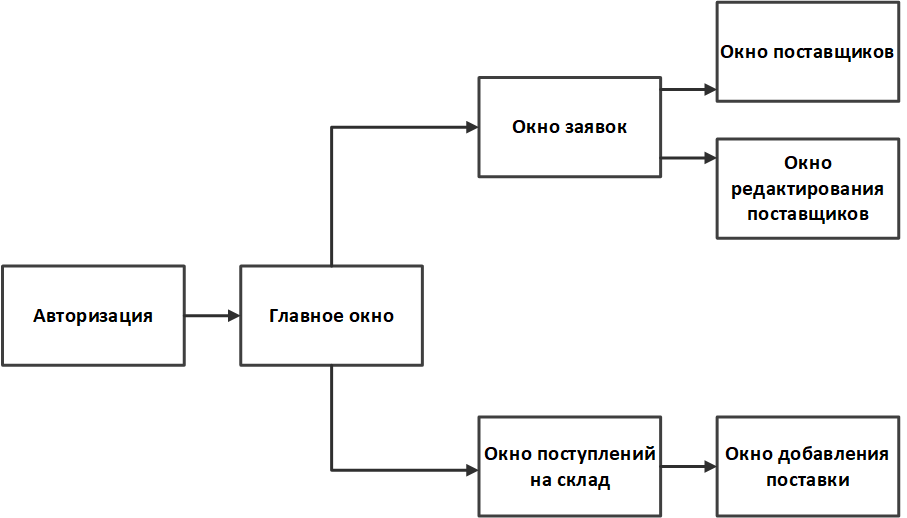 Окно поставщиков
Окно заявок
Окно
редактирования
поставщиков
Авторизация
Главное окно
Окно поступлений
на склад
Окно добавления
поставки